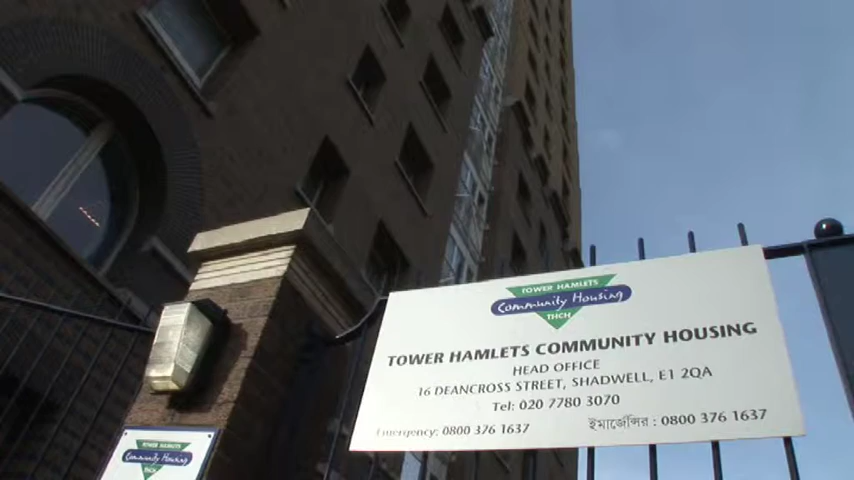 TOWER HAMLETS
Community Housing
THCH
TOWER HAMLETS COMMUNITY HOUSING
HEAD OFFICE
16 DEANCROSS STREET, SHADWELL, E1 2QA
Tel: 020 7780 3070
Emergency: 0800 376 1637 ইমার্জেন্সি : 0800 376 1637
TOWER HAMLETS
Community Housing
THCH